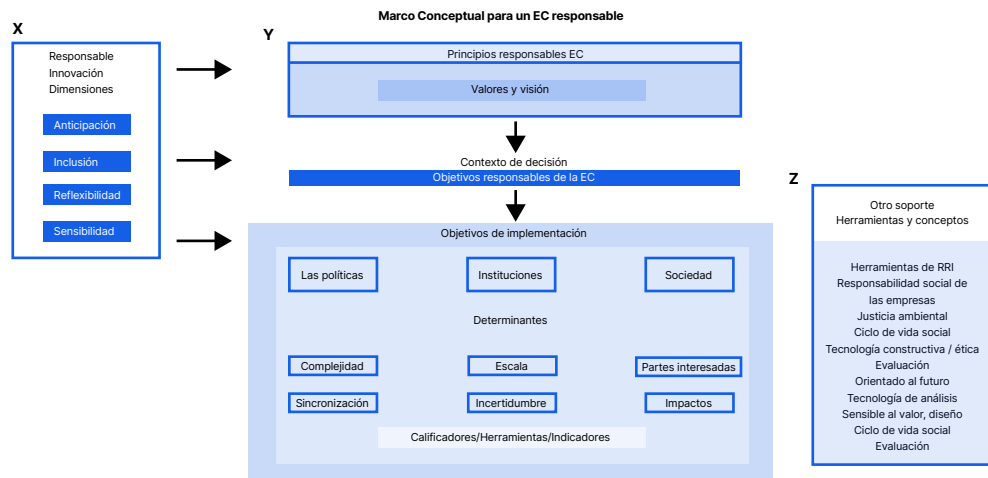 Marco Conceptual para un EC responsable
X
Responsable
Innovación
Dimensiones
Anticipación
Inclusión
Reflexibilidad
Sensibilidad
Y
Principios responsables EC
Valores y visión
Contexto de decisión
Objetivos responsables de la EC
Objetivos de implementación
Las políticas
Instituciones
Sociedad
Determinantes
Complejidad
Escala
Partes interesadas
Sincronización
Incertidumbre
Impactos
Calificadores/Herramientas/Indicadores
Z
Otro soporte
Herramientas y conceptos
Herramientas de RRI
Responsabilidad social de
las empresas
Justicia ambiental
Ciclo de vida social
Tecnología constructiva / ética
Evaluación
Orientado al futuro
Tecnología de análisis
Sensible al valor, diseño
Ciclo de vida social
Evaluación